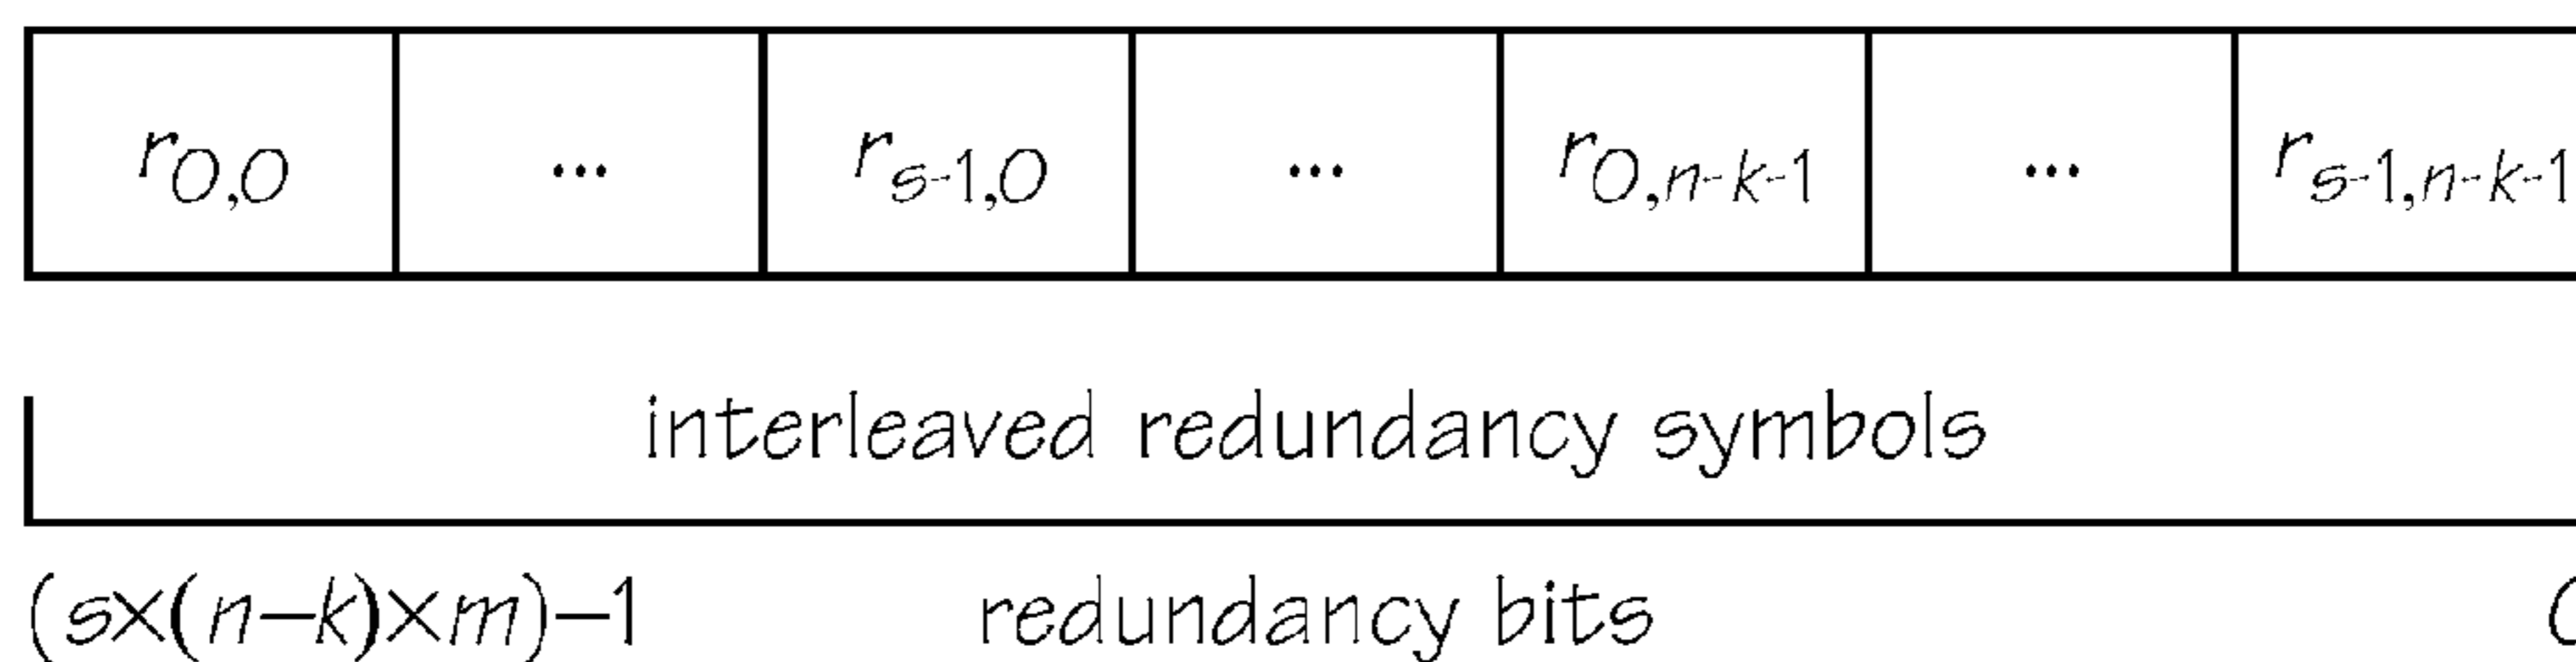 r0,0 ... rs-1,0 ... r0,n-k-1 ... rs-1,n-k-1
interleaved redundancy symbols
(s×(n–k)×m)–1 redundancy bits